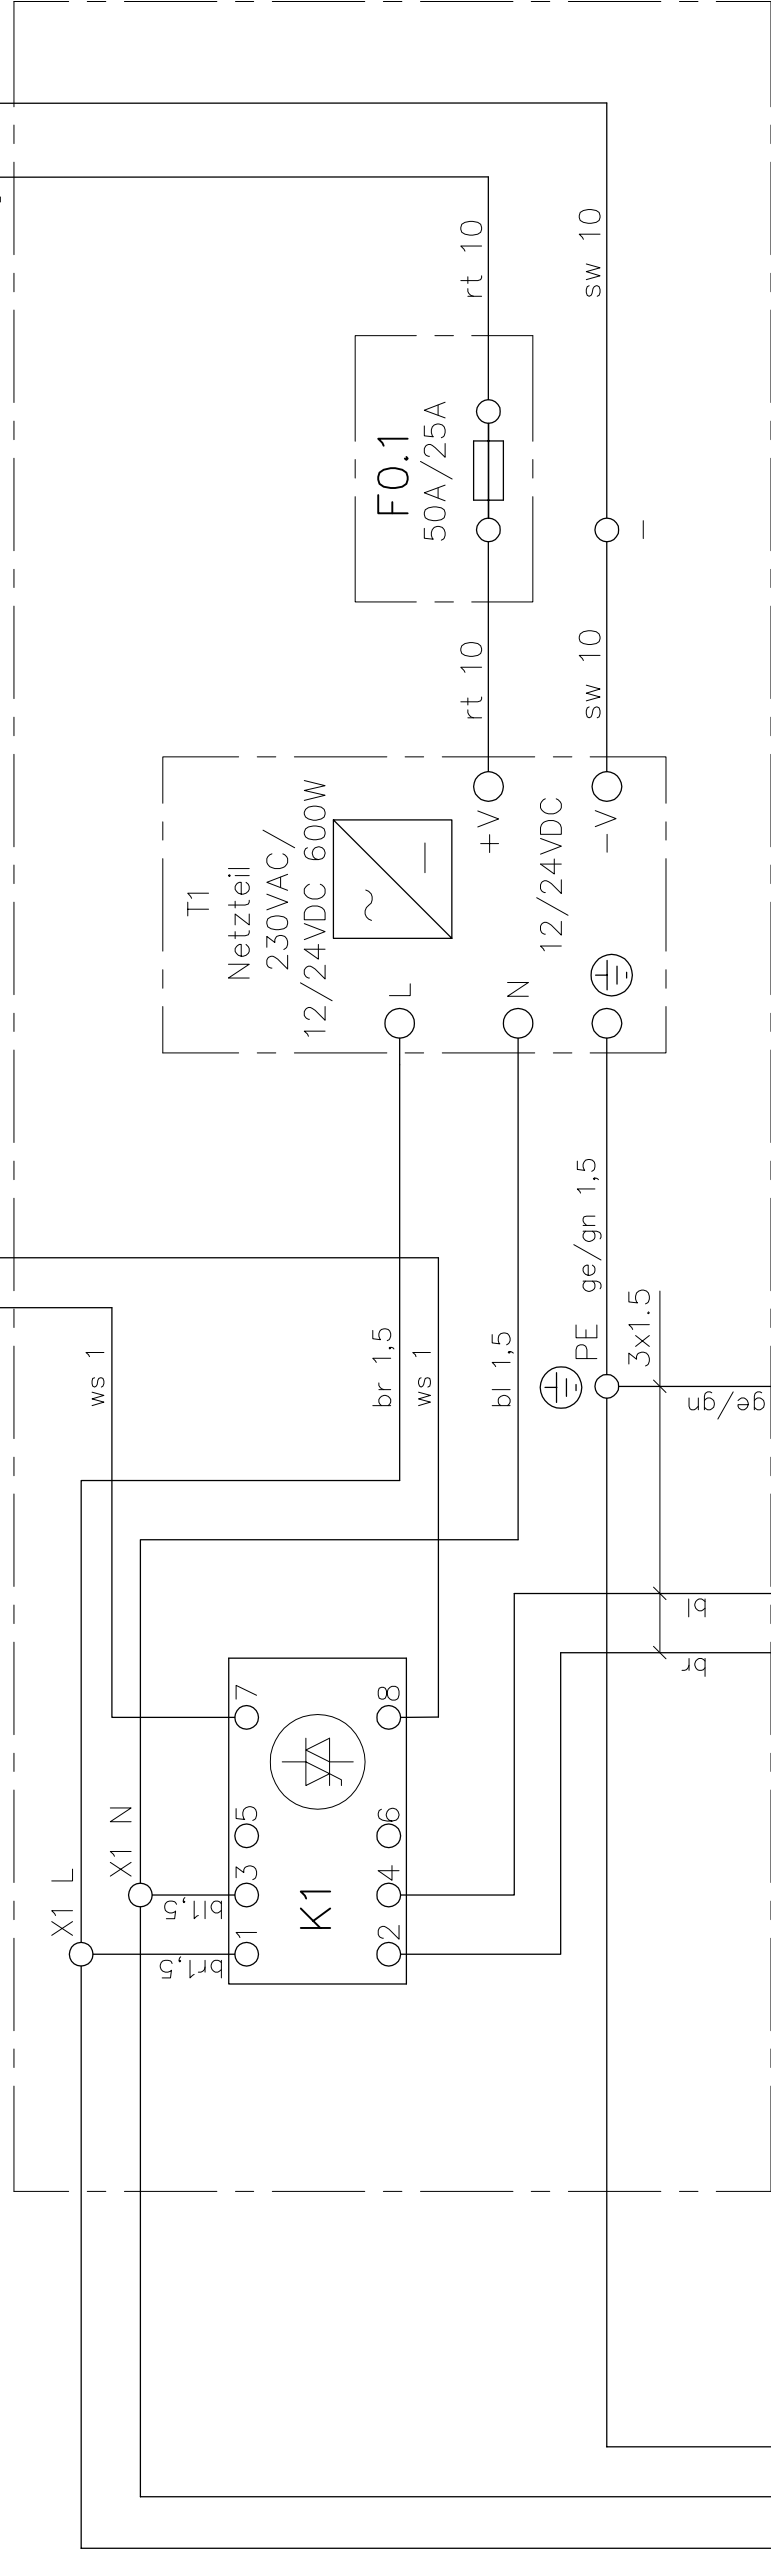 rt 10
sw 10
F0.1
50A/25A
–
rt 10
sw 10
T1
Netzteil
230VAC/
12/24VDC 600W
~
—
+V
12/24VDC
–V
L
N
ge/gn 1,5
PE
3x1.5
ge/gn
ws 1
br 1,5
ws 1
bl 1,5
bl
br
7
8
5
6
X1 N
3
4
bl1,5
K1
X1 L
1
2
br1,5